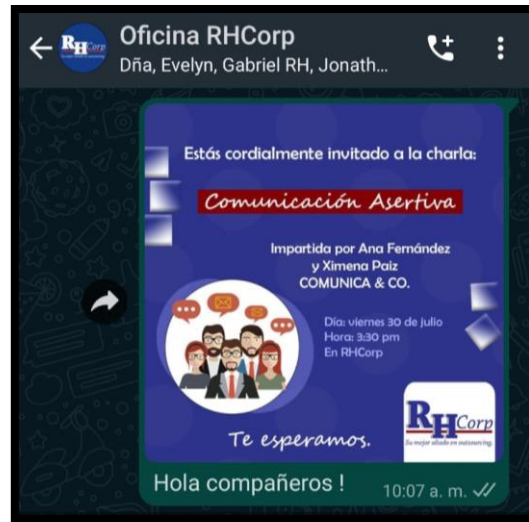 Oficina RHCorp
RHCorp
Dña, Evelyn, Gabriel RH, Jonath...
Estás cordialmente invitado a la charla:
Comunicación Asertiva
Impartida por Ana Fernández
y Ximena Paiz
COMUNICA & CO.
Día: viernes 30 de julio
Hora: 3:30 pm
En RHCorp
RHCorp
Su mejor aliado en outsourcing.
Te esperamos.
Hola compañeros !
10:07 a. m.